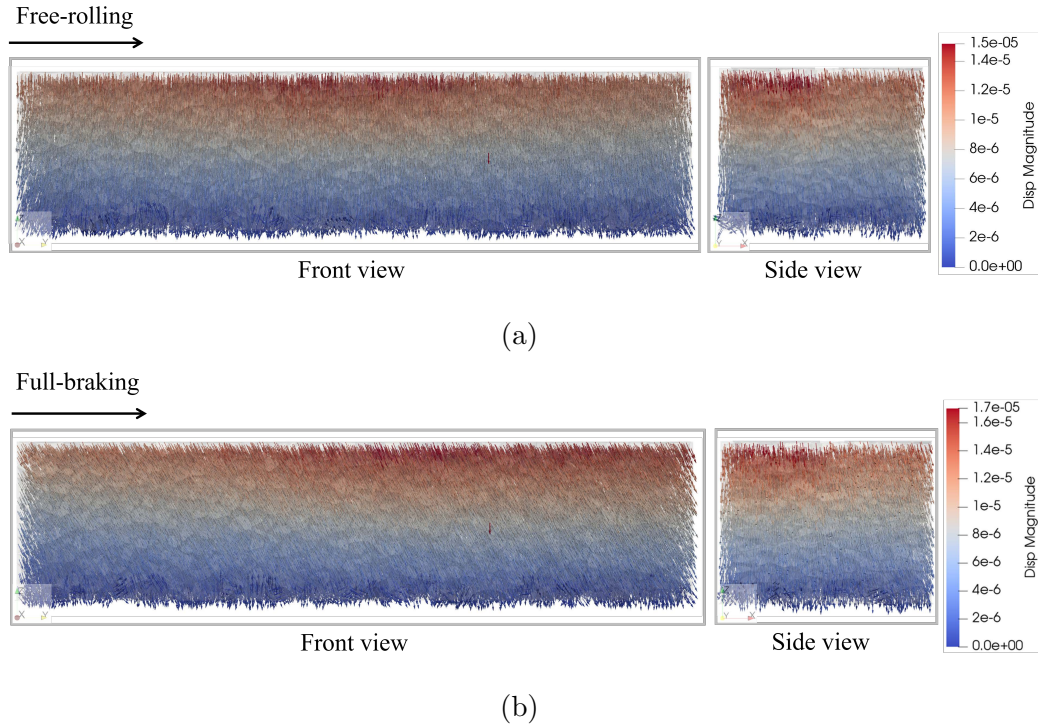 Free-rolling
1.5e-05
1.4e-05
1.2e-5
1e-5
8e-6
6e-6
4e-6
2e-6
0.0e+00
Disp Magnitude
X
Y
Y
X
Front view
Side view
(a)
Full-braking
1.7e-05
1.6e-5
1.4e-5
1.2e-5
1e-5
8e-6
6e-6
4e-6
2e-6
0.0e+00
Disp Magnitude
X
Y
Y
X
Front view
Side view
(b)